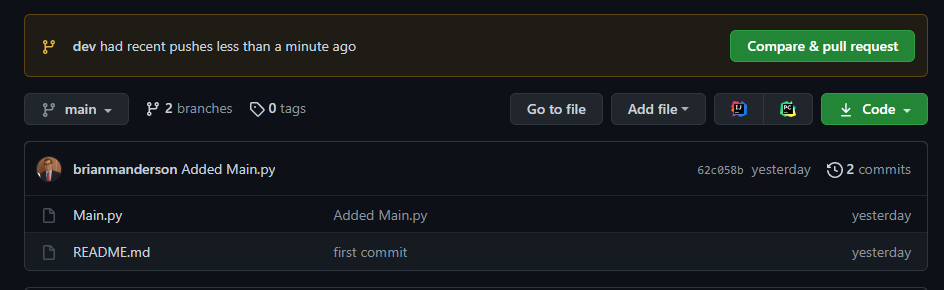 dev had recent pushes less than a minute ago Compare & pull request
main 2 branches 0 tags Go to file Add file IJ PC Code
brianmanderson Added Main.py 62c058b yesterday 2 commits
Main.py Added Main.py yesterday
README.md first commit yesterday